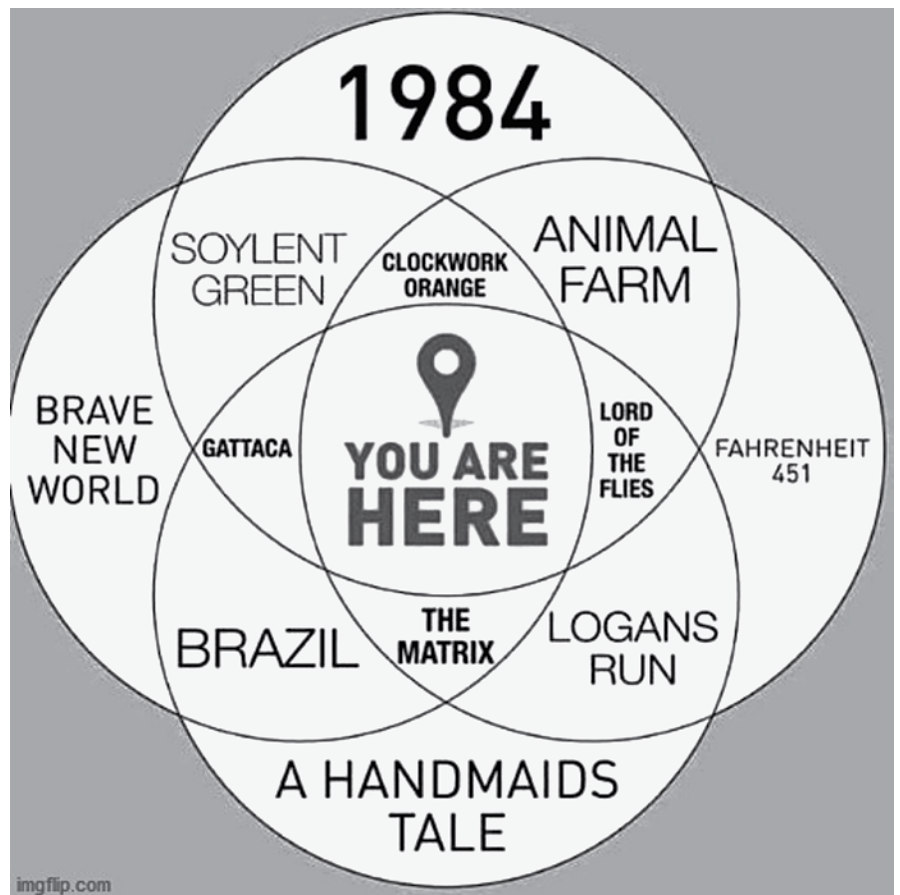 1984
SOYLENT
GREEN
CLOCKWORK
ORANGE
ANIMAL
FARM
BRAVE
NEW
WORLD
GATTACA
YOU ARE
HERE
LORD
OF
THE
FLIES
FAHRENHEIT
451
BRAZIL
THE
MATRIX
LOGANS
RUN
A HANDMAIDS
TALE
imgflip.com